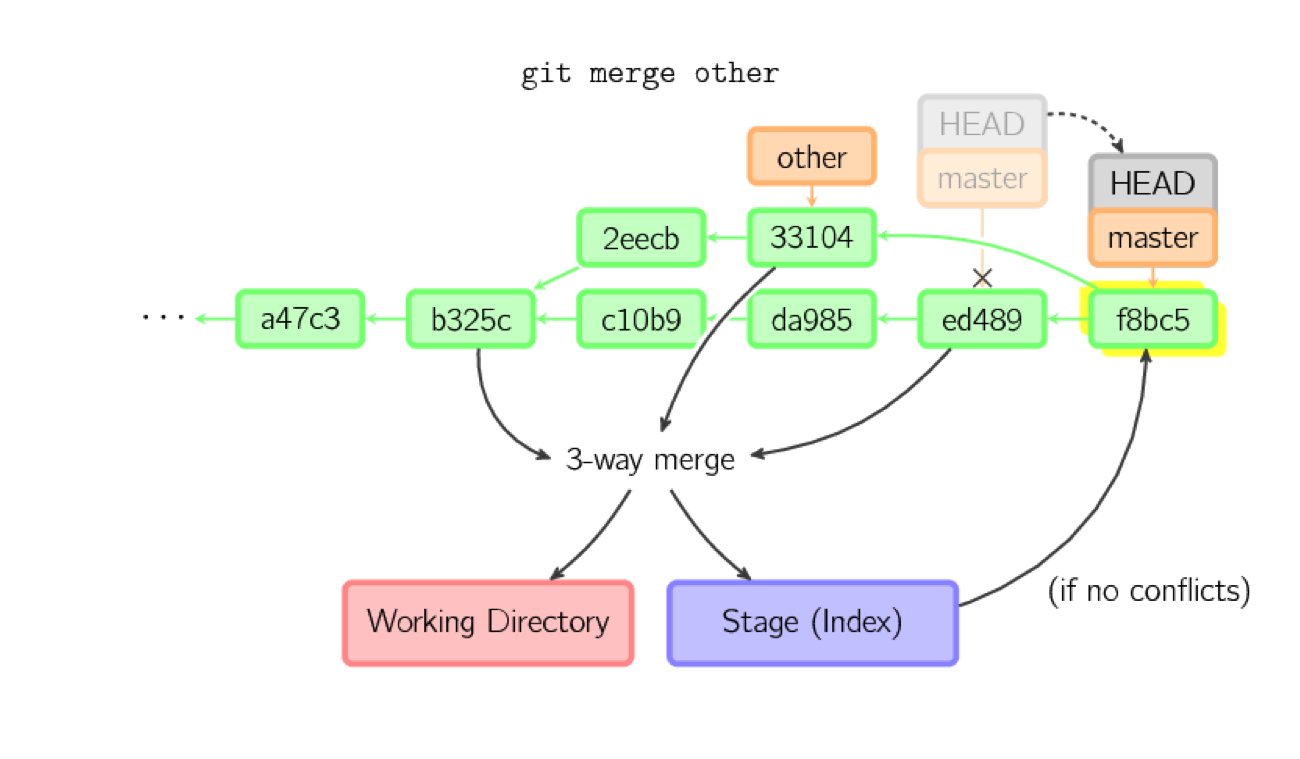 git merge other
HEAD
other
master
HEAD
2eecb
33104
master
··· a47c3
b325c
c10b9
da985
ed489
f8bc5
3-way merge
(if no conflicts)
Working Directory
Stage (Index)